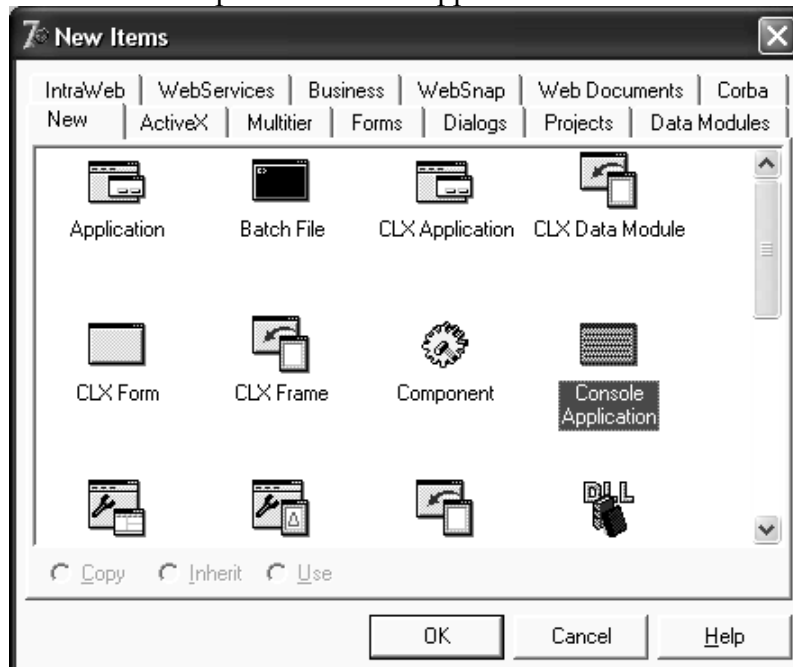 7 New Items
IntraWeb WebServices Business WebSnap Web Documents Corba
New ActiveX Multitier Forms Dialogs Projects Data Modules
Application Batch File CLX Application CLX Data Module
CLX Form CLX Frame Component Console
Application
DLL
Copy Inherit Use
OK Cancel Help